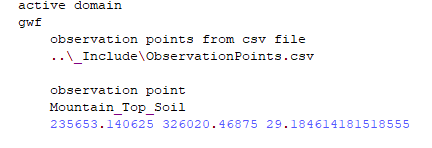 active domain
gwf
observation points from csv file
..\_Include\ObservationPoints.csv
observation point
Mountain_Top_Soil
235653.140625 326020.46875 29.184614181518555